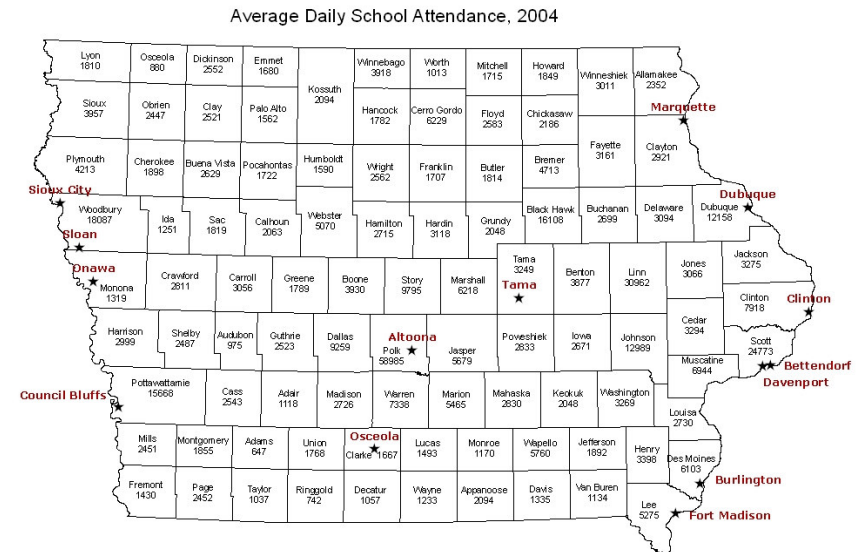 Average Daily School Attendance, 2004
Lyon
1810
Osceola
880
Dickinson
2552
Emmet
1680
Kossuth
2094
Winnebago
3918
Worth
1013
Mitchell
1715
Howard
1849
Winneshiek
3011
Allamakee
2352
Sioux
3957
Obrien
2447
Clay
2521
Palo Alto
1562
Hancock
1782
Cerro Gordo
6229
Floyd
2583
Chickasaw
2186
Marquette
Plymouth
4213
Cherokee
1898
Buena Vista
2629
Pocahontas
1722
Humboldt
1590
Wright
2562
Franklin
1707
Butler
1814
Bremer
4713
Fayette
3161
Clayton
2921
Sioux City
Woodbury
18087
Ida
1251
Sac
1819
Calhoun
2063
Webster
5070
Hamilton
2715
Hardin
3118
Grundy
2048
Black Hawk
16108
Buchanan
2699
Delaware
3094
Dubuque
Dubuque
12158
Sloan
Onawa
Monona
1319
Crawford
2811
Carroll
3056
Greene
1789
Boone
3930
Story
9795
Marshall
6218
Tama
3249
Tama
Benton
3877
Linn
30962
Jones
3066
Jackson
3275
Clinton
7918
Clinton
Harrison
2999
Shelby
2487
Audubon
975
Guthrie
2523
Dallas
9259
Altoona
Polk
58985
Jasper
5679
Poweshiek
2833
Iowa
2671
Johnson
12989
Cedar
3294
Scott
24773
Bettendorf
Davenport
Muscatine
6944
Council Bluffs
Pottawattamie
15668
Cass
2543
Adair
1118
Madison
2726
Warren
7338
Marion
5465
Mahaska
2830
Keokuk
2048
Washington
3269
Louisa
2730
Mills
2451
Montgomery
1855
Adams
647
Union
1768
Osceola
Clarke 1667
Lucas
1493
Monroe
1170
Wapello
5760
Jefferson
1892
Henry
3398
Des Moines
6103
Burlington
Fremont
1430
Page
2452
Taylor
1037
Ringgold
742
Decatur
1057
Wayne
1233
Appanoose
2094
Davis
1335
Van Buren
1134
Lee
5275
Fort Madison